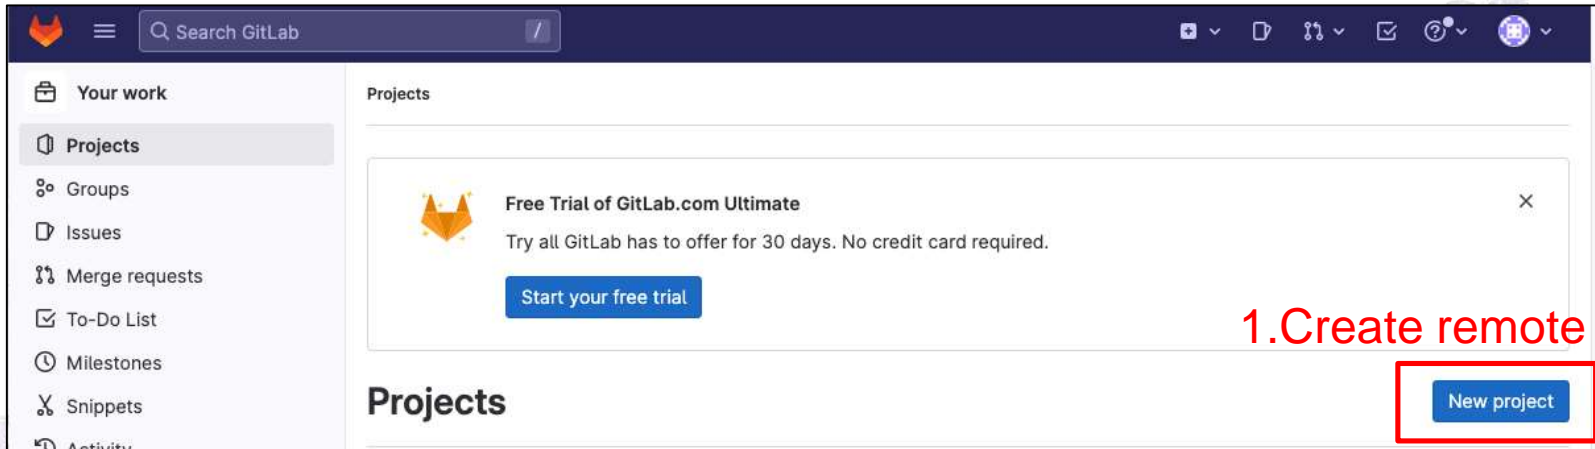 Search GitLab /
Your work
Projects
Groups
Issues
Merge requests
To-Do List
Milestones
Snippets
Activity
Projects
Free Trial of GitLab.com Ultimate
Try all GitLab has to offer for 30 days. No credit card required.
Start your free trial
1.Create remote
Projects
New project